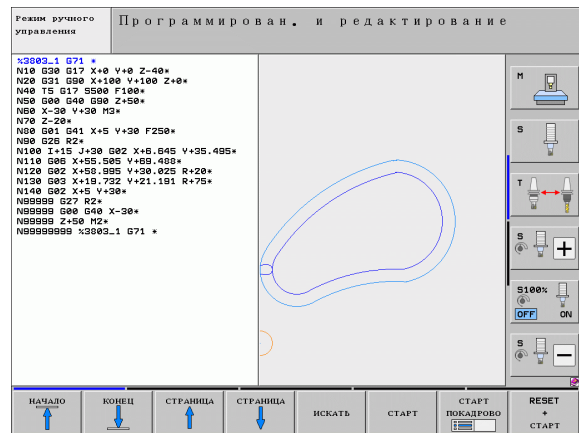 Режим ручного
управления
Программирован. и редактирование
%3803_1 G71 *
N10 G30 G17 X+0 Y+0 Z-40*
N20 G31 G90 X+100 Y+100 Z+0*
N40 T5 G17 S500 F100*
N50 G00 G40 G90 Z+50*
N60 X-30 Y+30 M3*
N70 Z-20*
N80 G01 G41 X+5 Y+30 F250*
N90 G26 R2*
N100 I+15 J+30 G02 X+6.645 Y+35.495*
N110 G06 X+55.505 Y+69.488*
N120 G02 X+58.995 Y+30.025 R+20*
N130 G03 X+19.732 Y+21.191 R+75*
N140 G02 X+5 Y+30*
N99999 G27 R2*
N99999 G00 G40 X-30*
N99999 Z+50 M2*
N99999999 %3803_1 G71 *
M
S
T
S
+
S100%
OFF ON
S
−
НАЧАЛО
КОНЕЦ
СТРАНИЦА
СТРАНИЦА
ИСКАТЬ
СТАРТ
СТАРТ
ПОКАДРОВО
RESET
+
СТАРТ